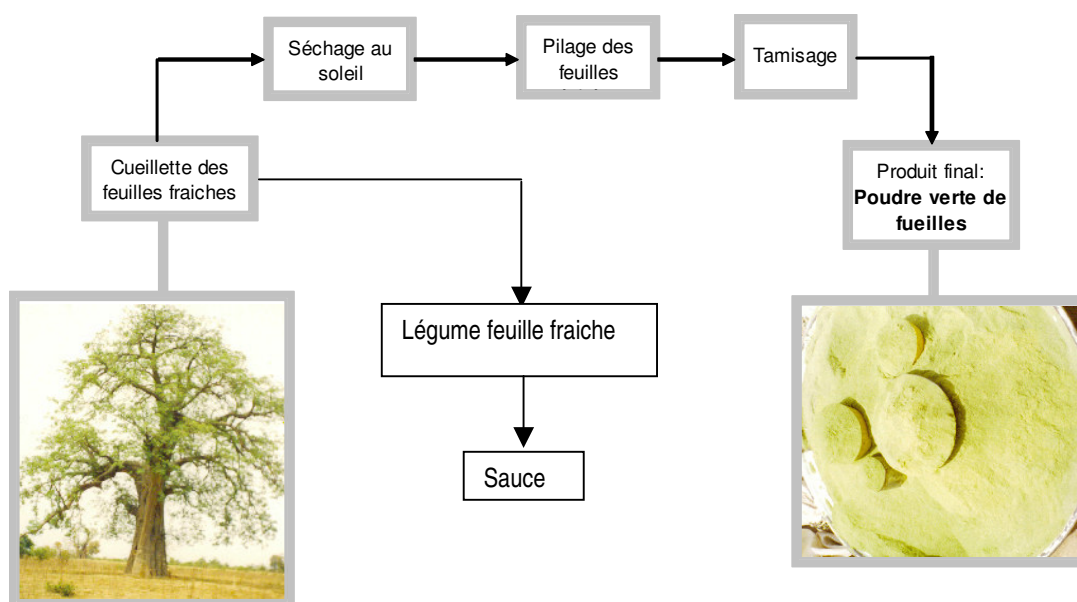 Séchage au
soleil
Pilage des
feuilles
Tamisage
Cueillette des
feuilles fraiches
Produit final:
Poudre verte de
fueilles
Légume feuille fraiche
Sauce